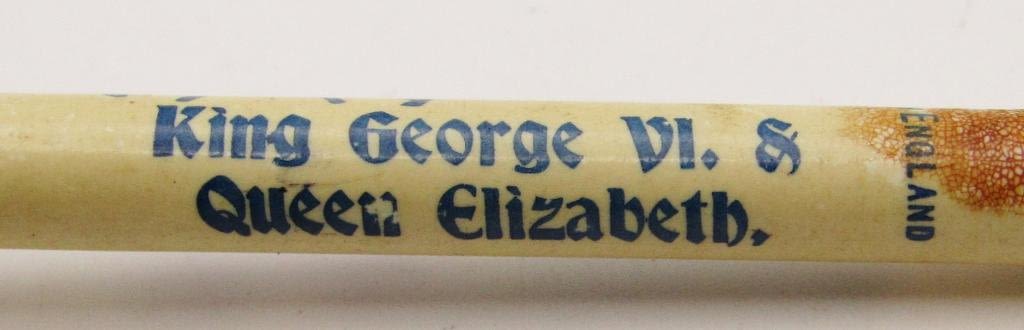 King George VI. &
Queen Elizabeth.
ENGLAND